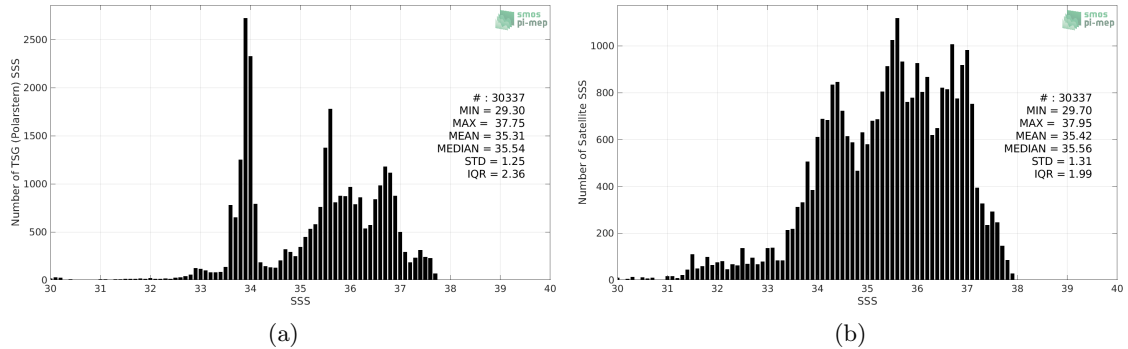 smos
pi-mep
Number of TSG (Polarstern) SSS
2500
2000
1500
1000
500
0
# : 30337
MIN = 29.30
MAX = 37.75
MEAN = 35.31
MEDIAN = 35.54
STD = 1.25
IQR = 2.36
30 31 32 33 34 35 36 37 38 39 40
SSS
(a)
smos
pi-mep
Number of Satellite SSS
1000
800
600
400
200
0
# : 30337
MIN = 29.70
MAX = 37.95
MEAN = 35.42
MEDIAN = 35.56
STD = 1.31
IQR = 1.99
30 31 32 33 34 35 36 37 38 39 40
SSS
(b)